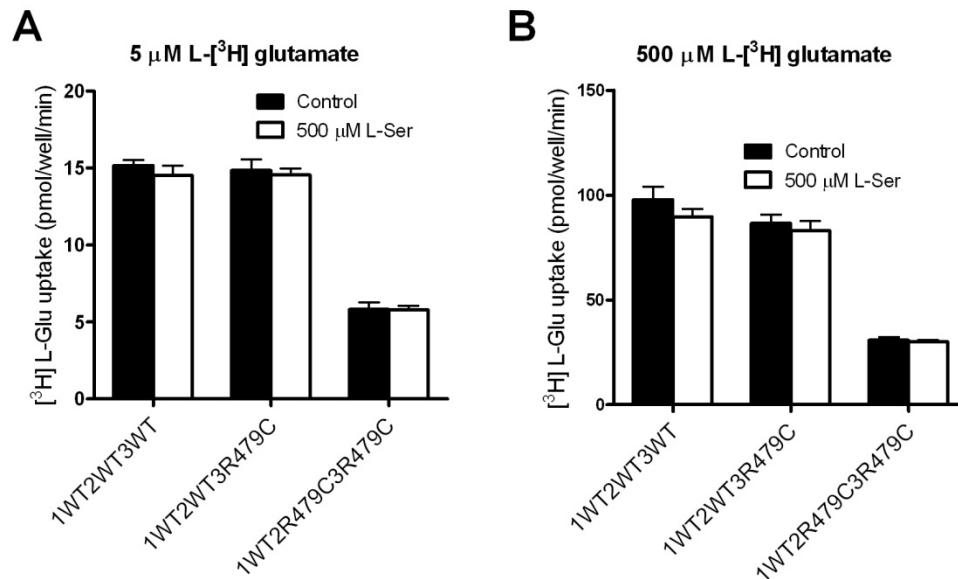 A
5 μM L-[³H] glutamate
[³H] L-Glu uptake (pmol/well/min)
20
15
10
5
0
Control
500 μM L-Ser
1WT2WT3WT
1WT2WT3R479C
1WT2R479C3R479C
B
500 μM L-[³H] glutamate
[³H] L-Glu uptake (pmol/well/min)
150
100
50
0
Control
500 μM L-Ser
1WT2WT3WT
1WT2WT3R479C
1WT2R479C3R479C